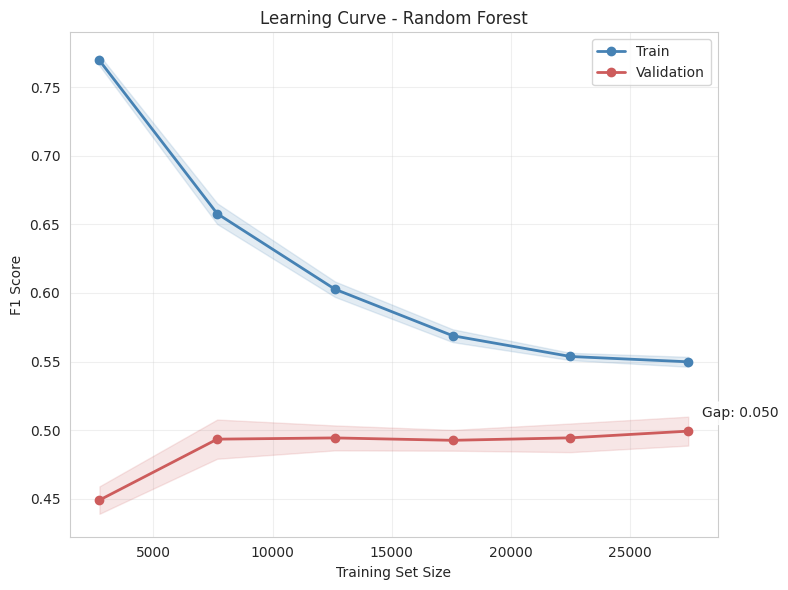 Learning Curve - Random Forest
Train
Validation
0.75
0.70
0.65
0.60
0.55
0.50
0.45
F1 Score
Gap: 0.050
5000
10000
15000
20000
25000
Training Set Size